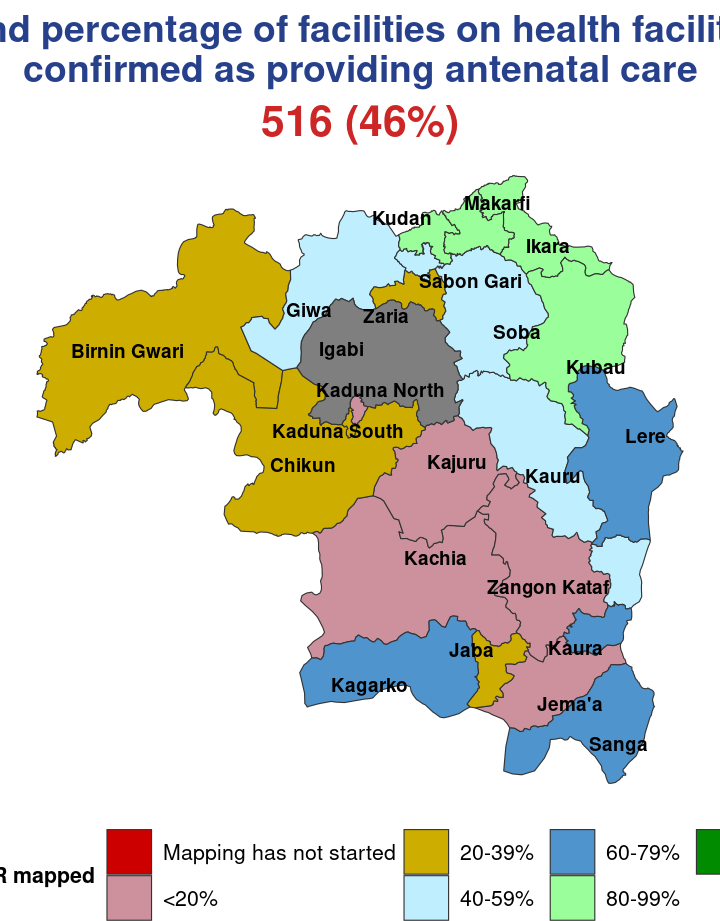 nd percentage of facilities on health facilit
confirmed as providing antenatal care
516 (46%)
Makarfi
Kudan
Ikara
Sabon Gari
Giwa
Zaria
Soba
Igabi
Birnin Gwari
Kubau
Kaduna North
Kaduna South
Lere
Chikun
Kajuru
Kauru
Kachia
Zangon Kataf
Jaba
Kaura
Kagarko
Jema'a
Sanga
R mapped
Mapping has not started
<20%
20-39%
40-59%
60-79%
80-99%